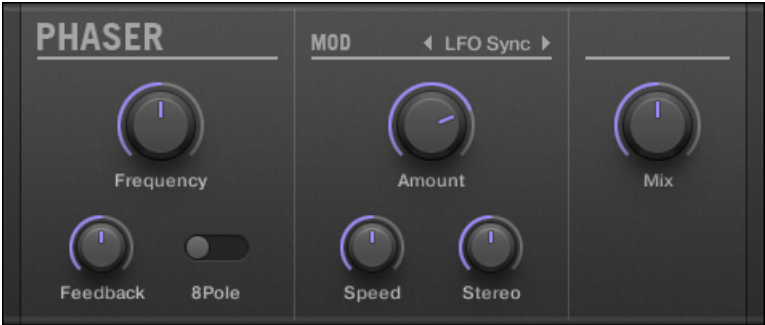 PHASER
MOD
LFO Sync
Frequency
Amount
Mix
Feedback
8Pole
Speed
Stereo